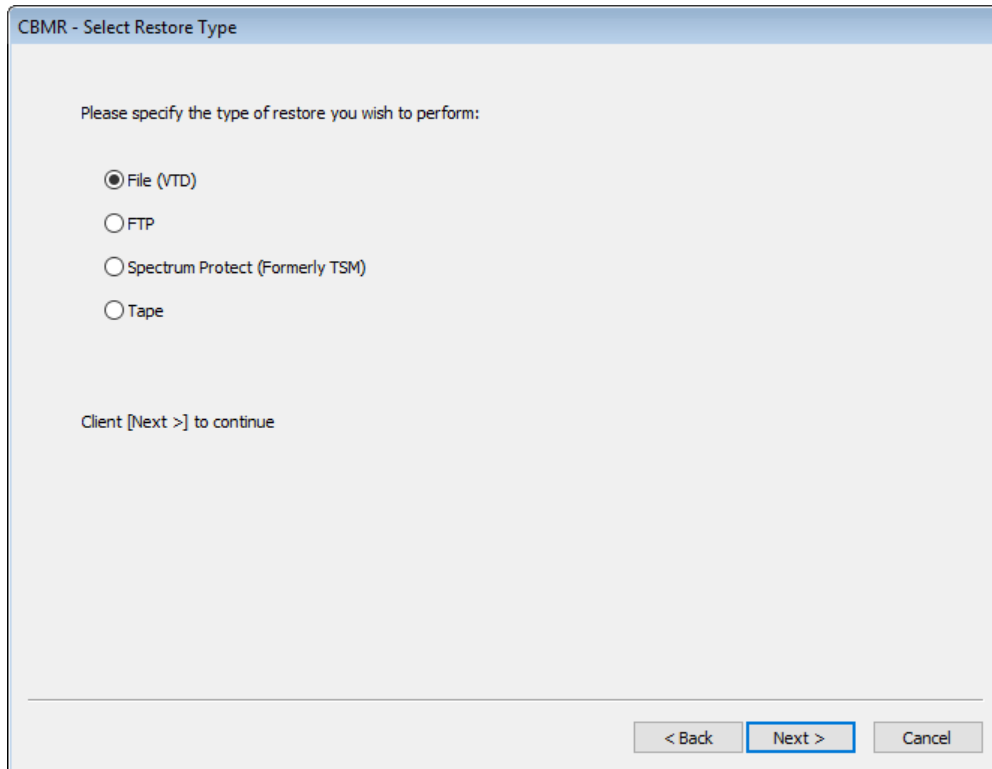 CBMR - Select Restore Type
Please specify the type of restore you wish to perform:
File (VTD)
FTP
Spectrum Protect (Formerly TSM)
Tape
Client [Next >] to continue
< Back Next > Cancel